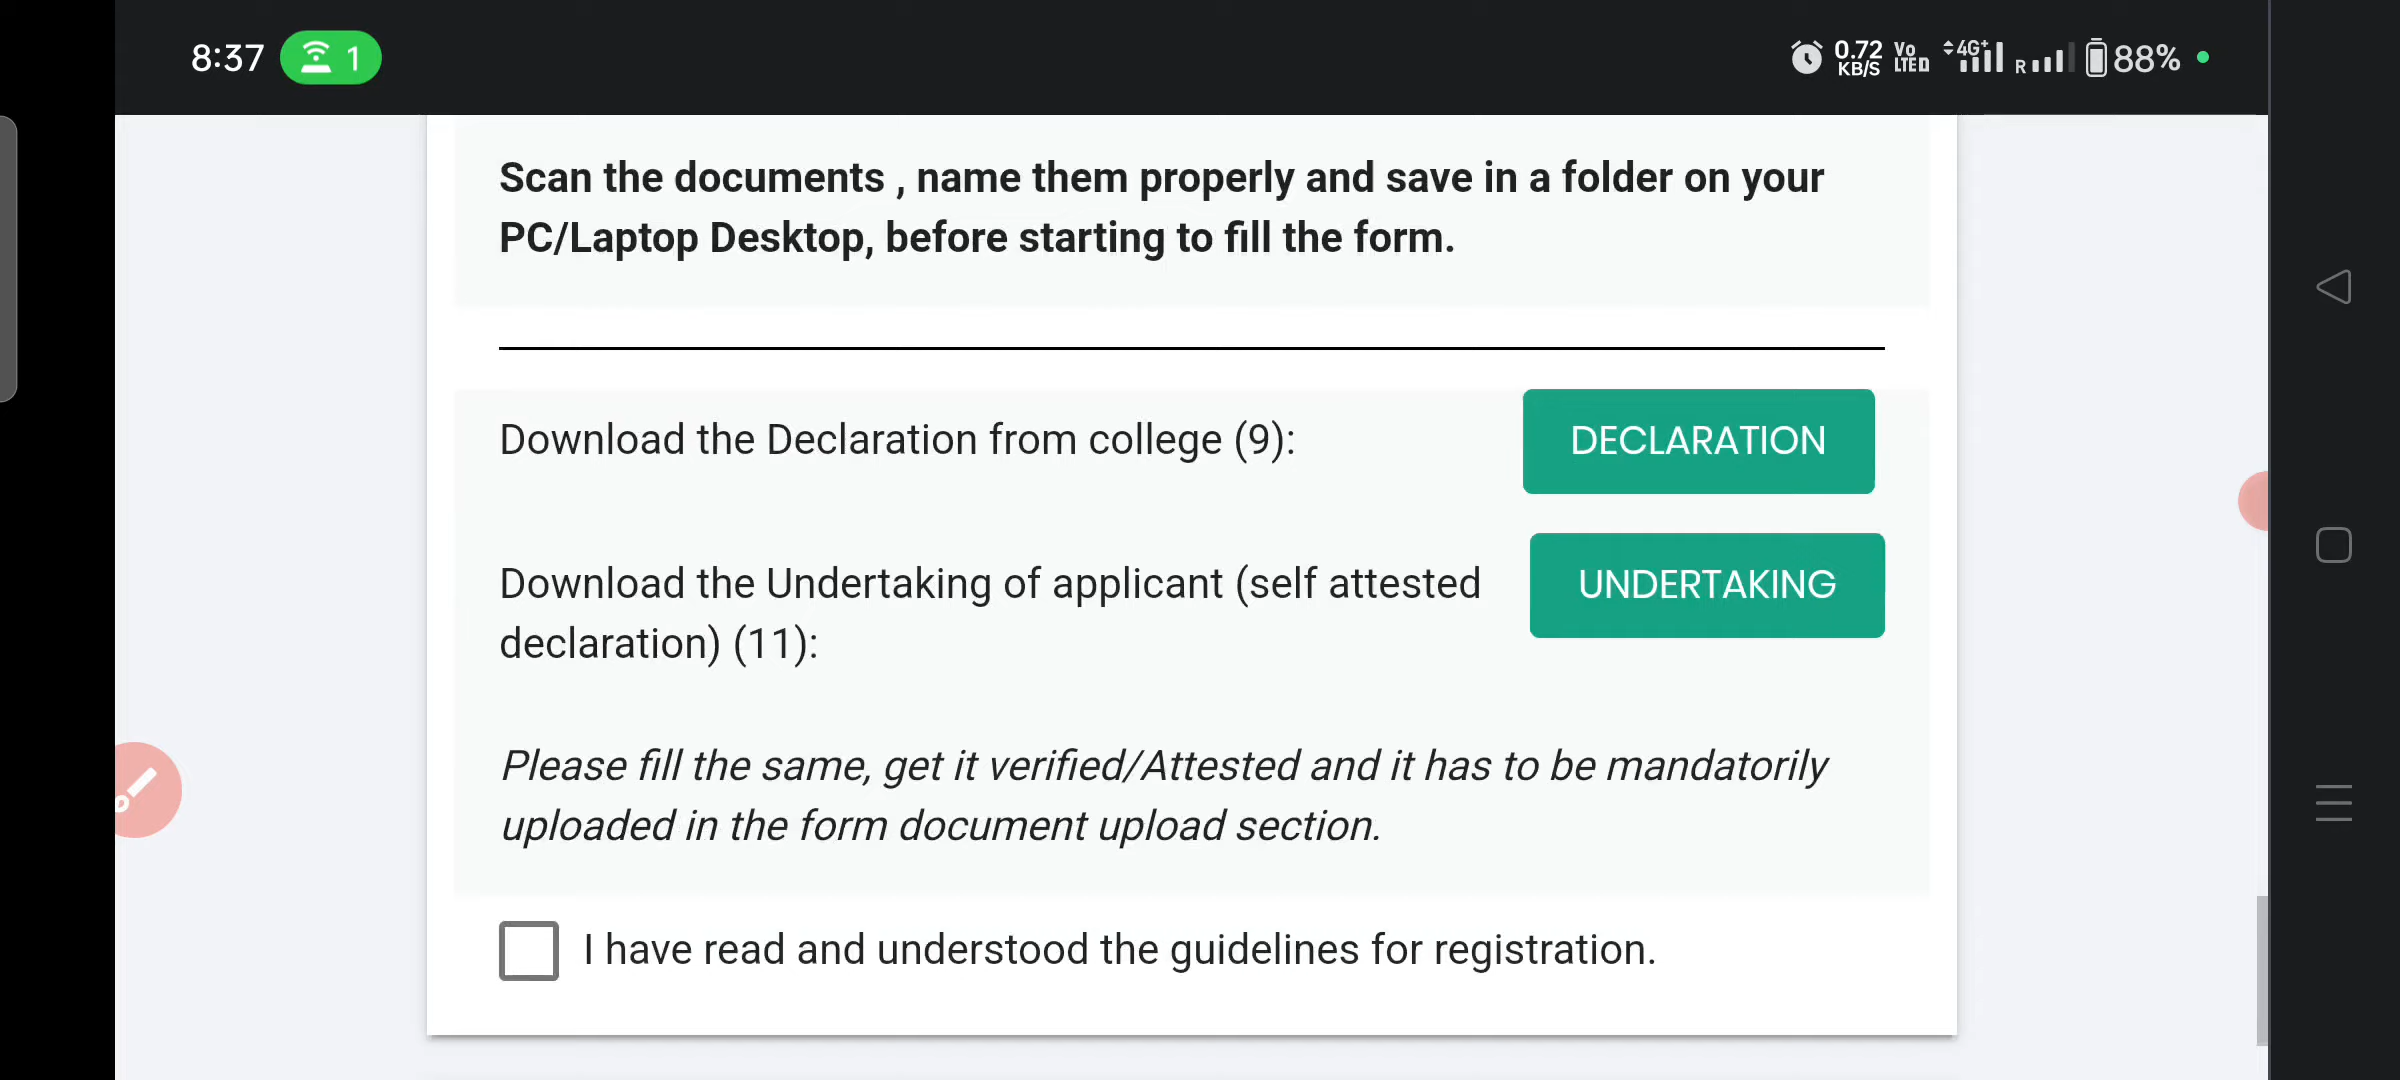 8:37
1
0.72
KB/S
Vo
LTE
4G+
R
88%
Scan the documents , name them properly and save in a folder on your
PC/Laptop Desktop, before starting to fill the form.
Download the Declaration from college (9):
DECLARATION
Download the Undertaking of applicant (self attested
declaration) (11):
UNDERTAKING
Please fill the same, get it verified/Attested and it has to be mandatorily
uploaded in the form document upload section.
I have read and understood the guidelines for registration.